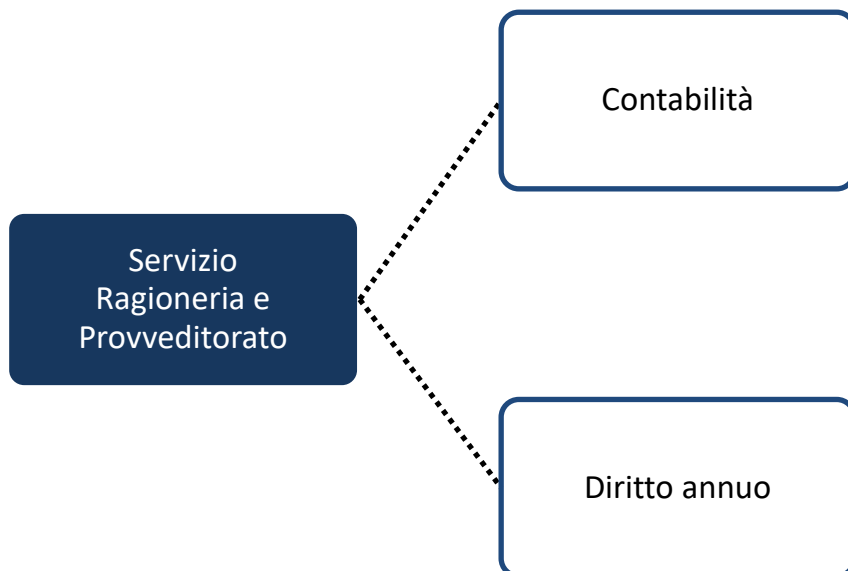 Contabilità
Servizio
Ragioneria e
Provveditorato
Diritto annuo